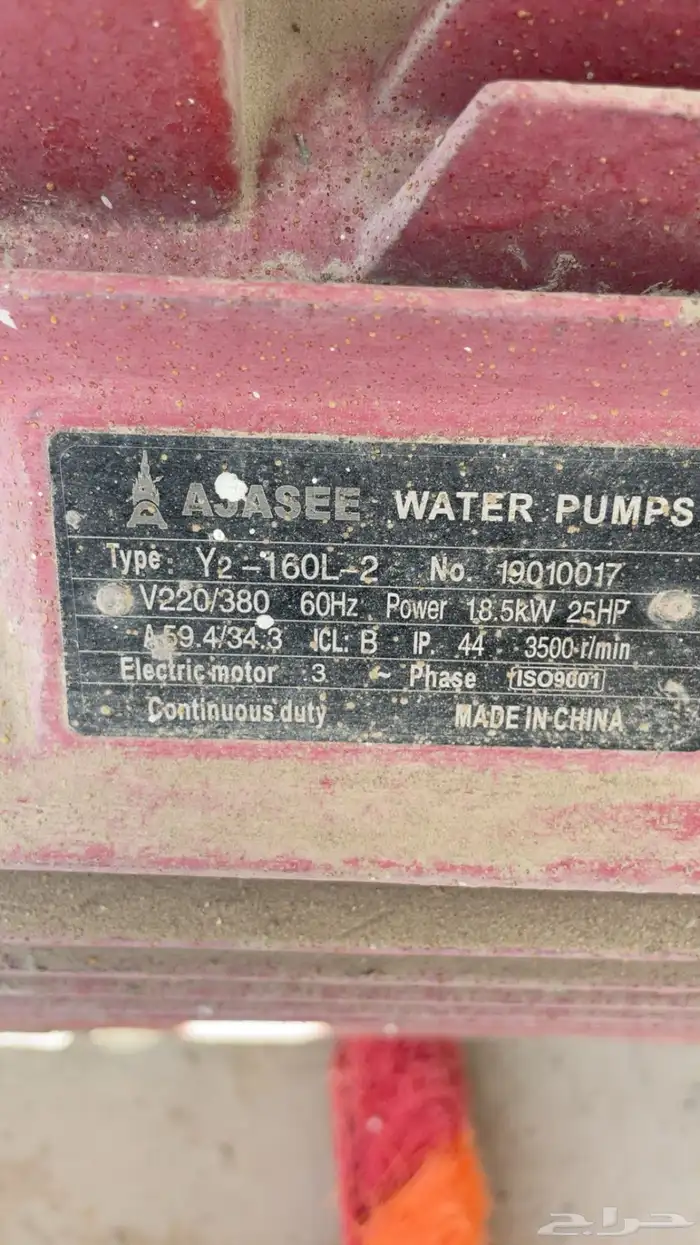 AJASEE WATER PUMPS
Type: Y2-160L-2 No. 19010017
V220/380 60Hz Power 18.5kW 25HP
A 59.4/34.3 ICL: B IP. 44 3500 r/min
Electric motor :3 ~ Phase ISO9001
Continuous duty MADE IN CHINA
حراج